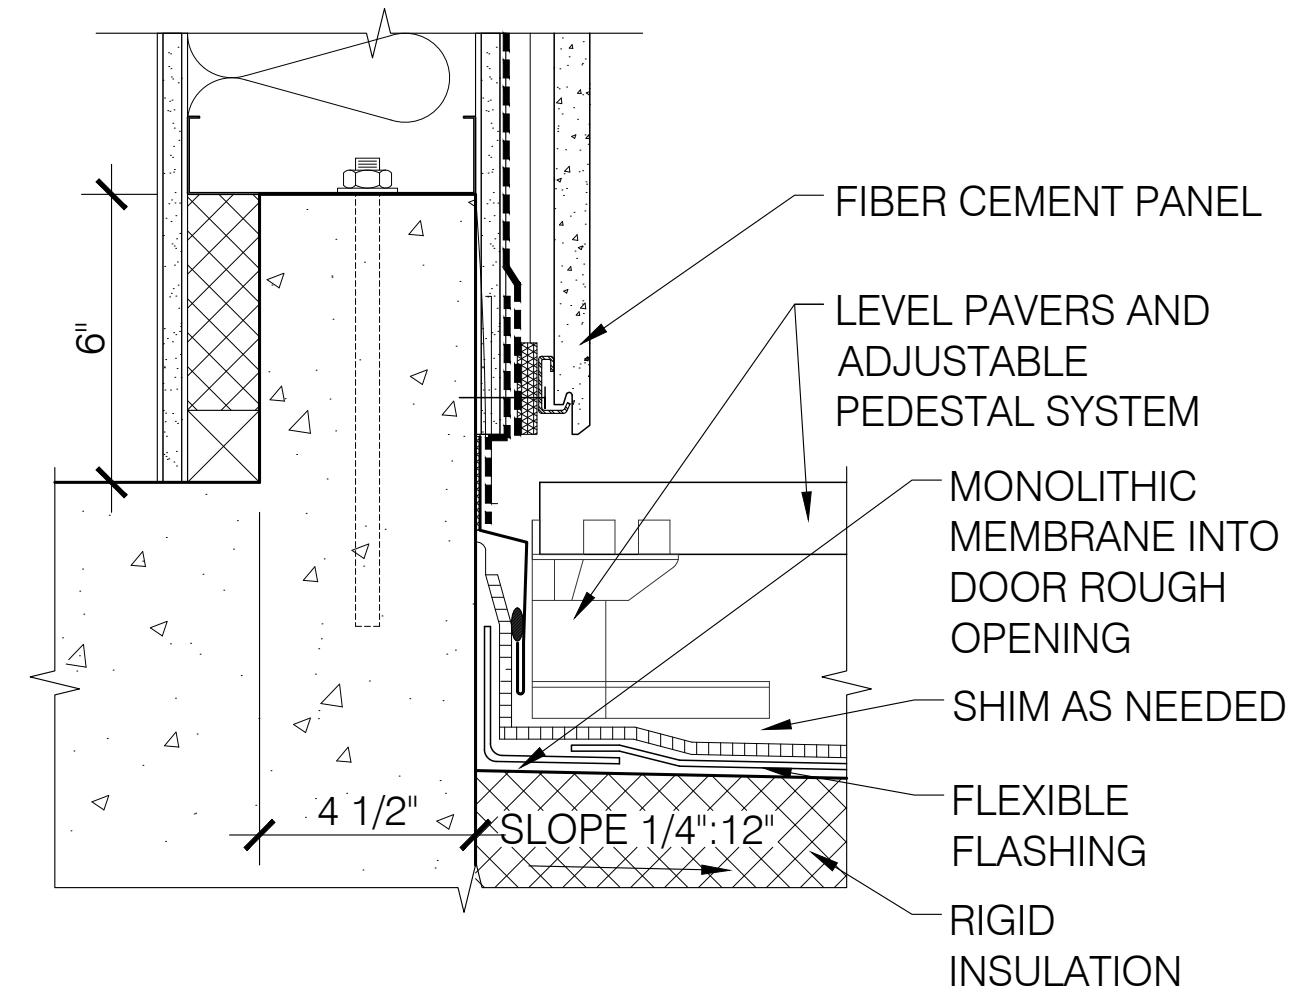 FIBER CEMENT PANEL
LEVEL PAVERS AND
ADJUSTABLE
PEDESTAL SYSTEM
MONOLITHIC
MEMBRANE INTO
DOOR ROUGH
OPENING
SHIM AS NEEDED
FLEXIBLE
FLASHING
RIGID
INSULATION
6"
4 1/2"
SLOPE 1/4":12"